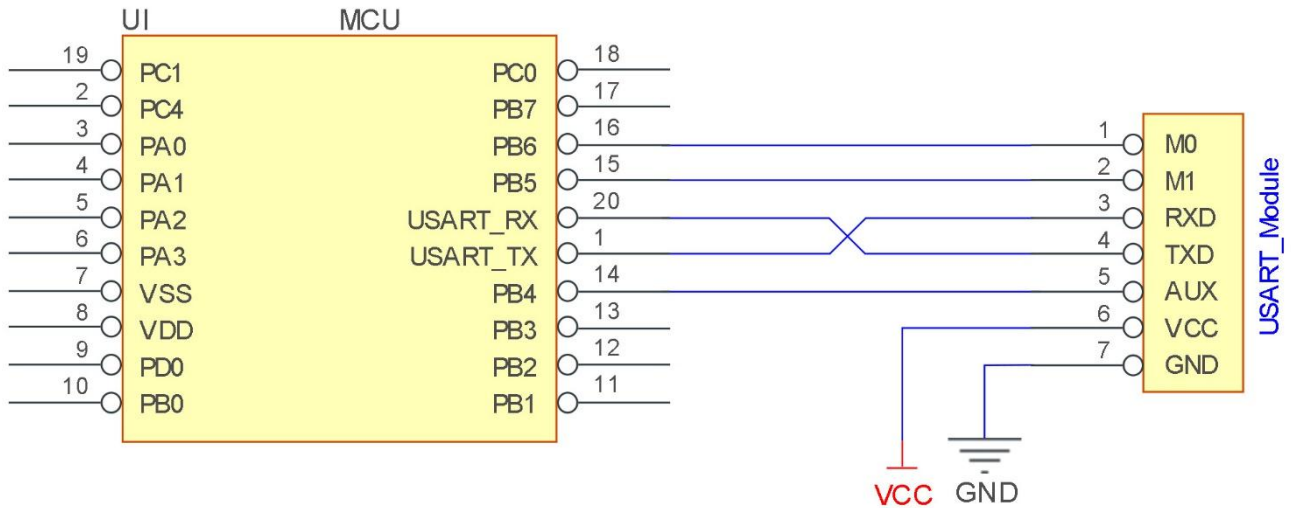 UI MCU
19 PC1 PC0 18
2 PC4 PB7 17
3 PA0 PB6 16 1 M0
4 PA1 PB5 15 2 M1
5 PA2 USART_RX 20 3 RXD
6 PA3 USART_TX 1 4 TXD
7 VSS PB4 14 5 AUX
8 VDD PB3 13 6 VCC
9 PD0 PB2 12 7 GND
10 PB0 PB1 11
USART_Module
VCC GND